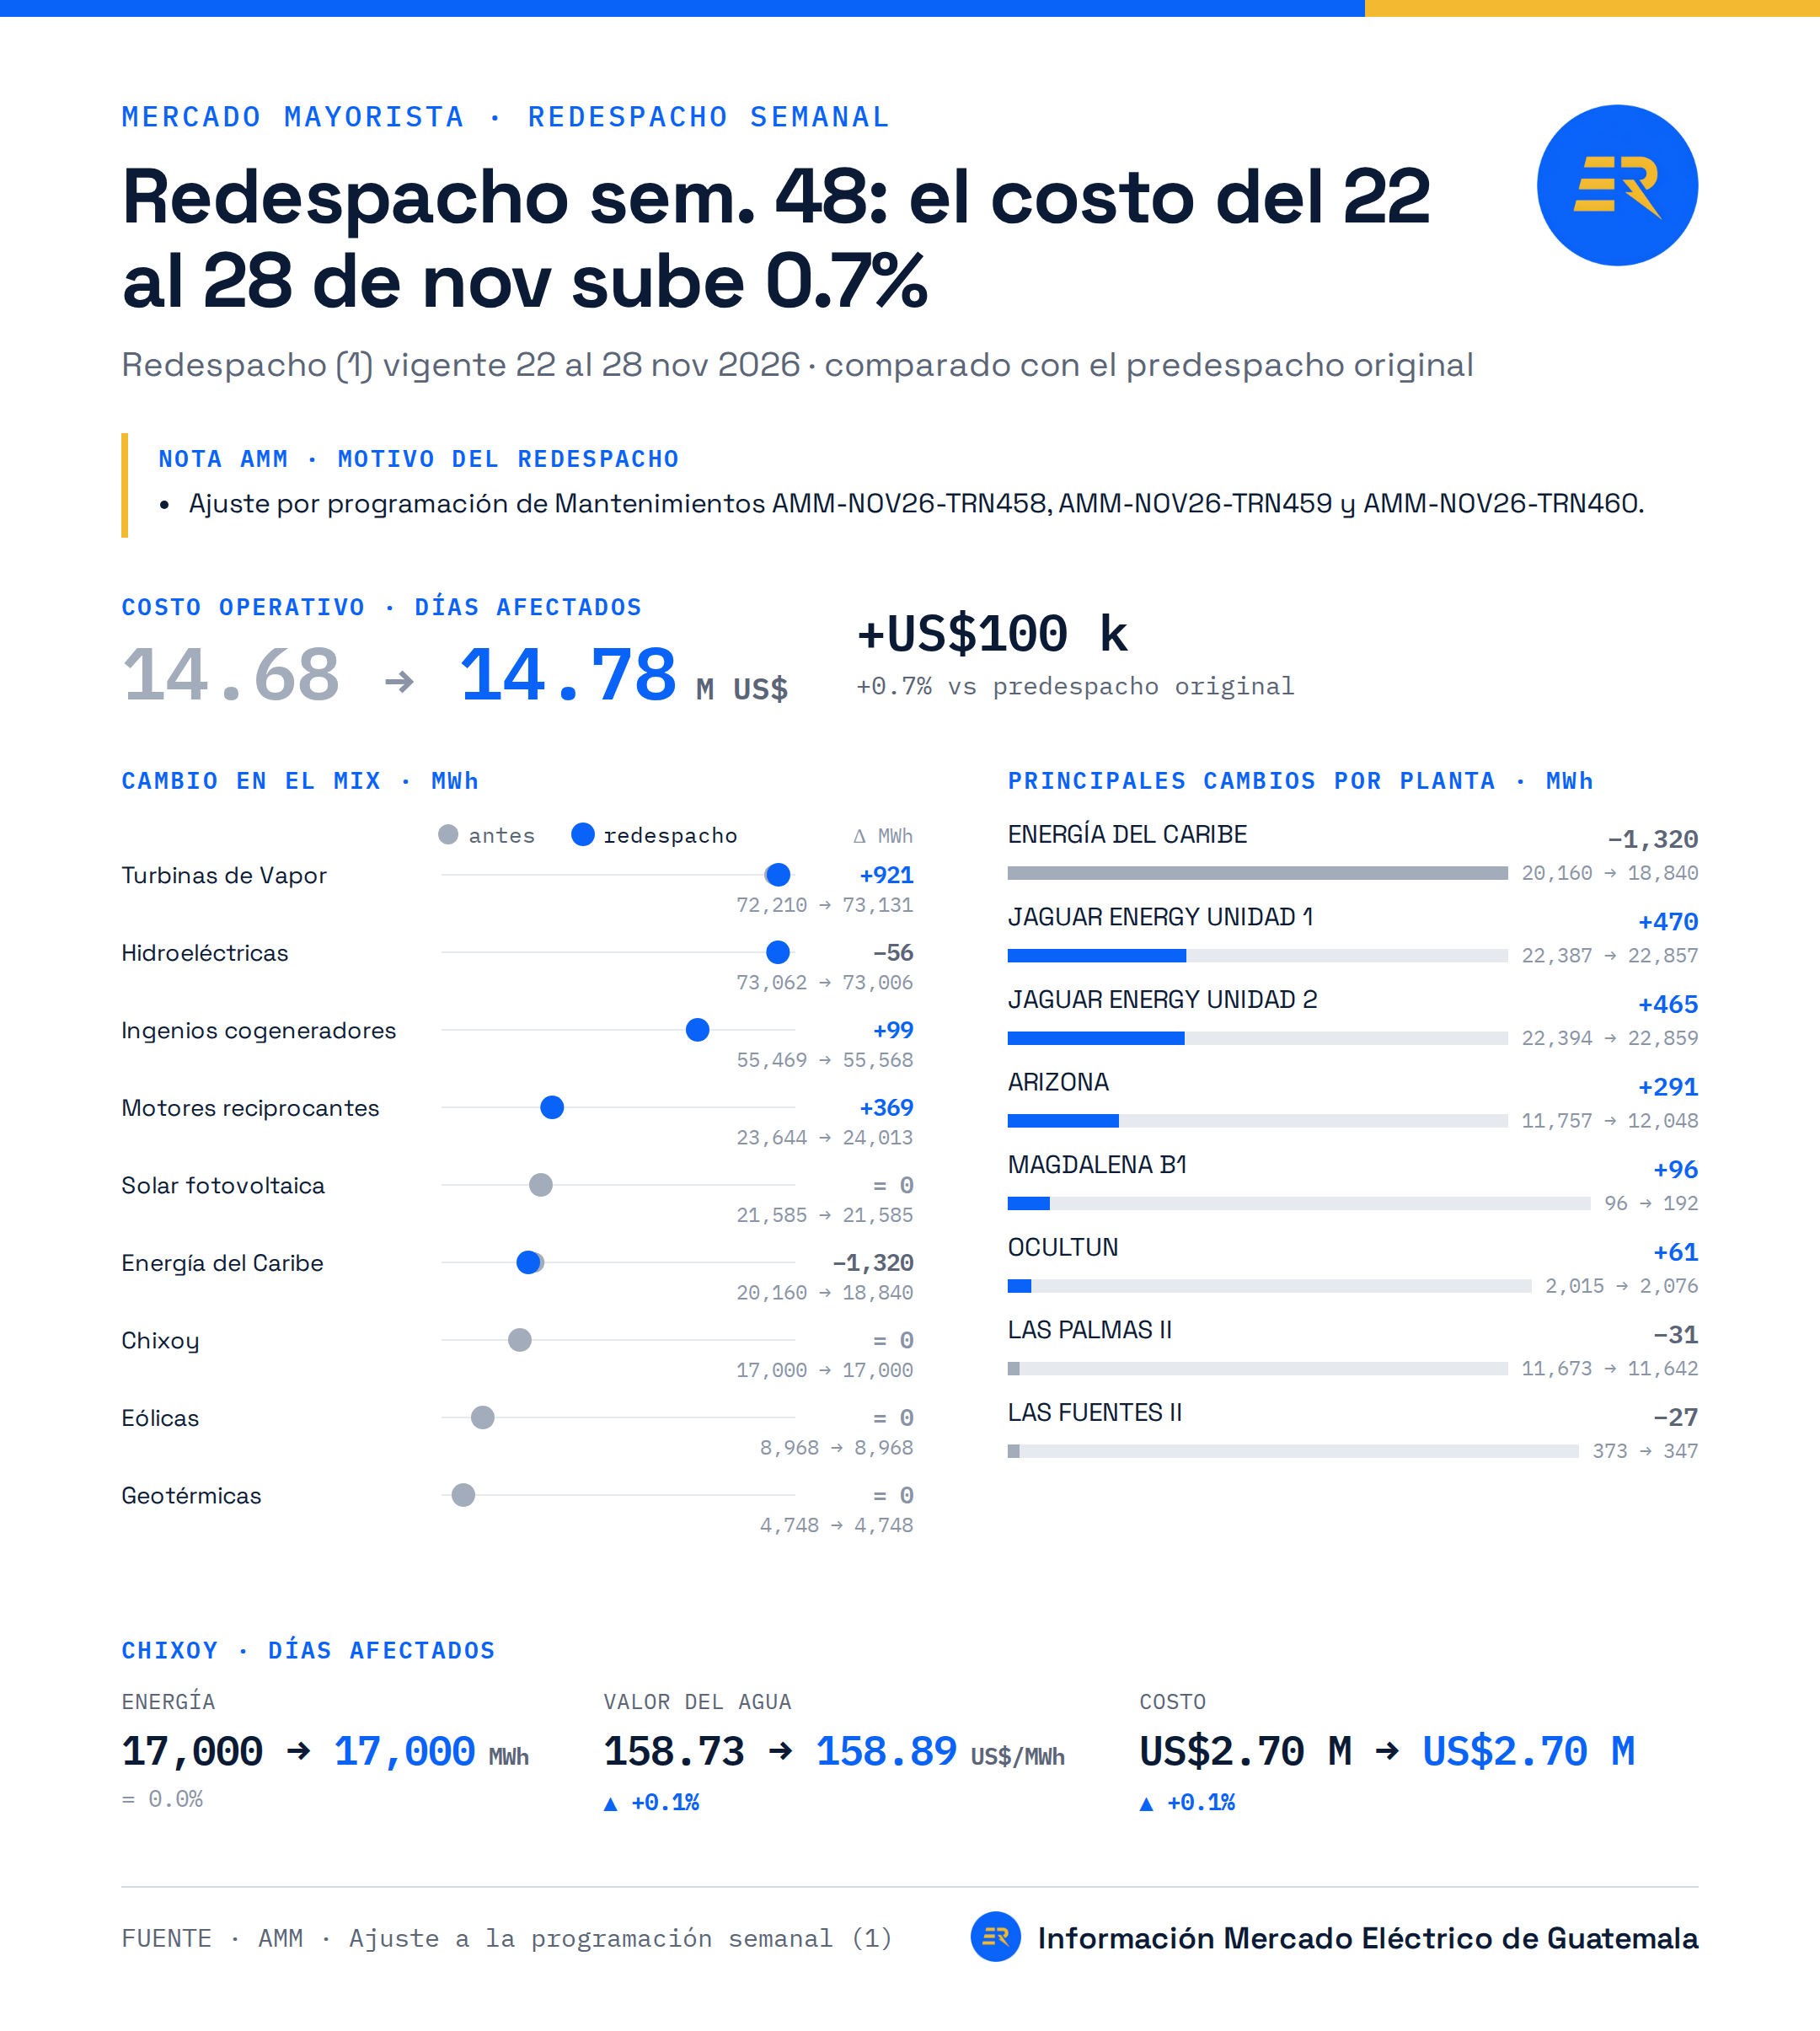 MERCADO MAYORISTA · REDESPACHO SEMANAL
Redespacho sem. 48: el costo del 22
al 28 de nov sube 0.7%
ER
Redespacho (1) vigente 22 al 28 nov 2026 · comparado con el predespacho original
NOTA AMM · MOTIVO DEL REDESPACHO
• Ajuste por programación de Mantenimientos AMM-NOV26-TRN458, AMM-NOV26-TRN459 y AMM-NOV26-TRN460.
COSTO OPERATIVO · DÍAS AFECTADOS
14.68 → 14.78 M US$
+US$100 k
+0.7% vs predespacho original
CAMBIO EN EL MIX · MWh
antes redespacho Δ MWh
Turbinas de Vapor +921
72,210 → 73,131
Hidroeléctricas −56
73,062 → 73,006
Ingenios cogeneradores +99
55,469 → 55,568
Motores reciprocantes +369
23,644 → 24,013
Solar fotovoltaica = 0
21,585 → 21,585
Energía del Caribe −1,320
20,160 → 18,840
Chixoy = 0
17,000 → 17,000
Eólicas = 0
8,968 → 8,968
Geotérmicas = 0
4,748 → 4,748
PRINCIPALES CAMBIOS POR PLANTA · MWh
ENERGÍA DEL CARIBE −1,320
20,160 → 18,840
JAGUAR ENERGY UNIDAD 1 +470
22,387 → 22,857
JAGUAR ENERGY UNIDAD 2 +465
22,394 → 22,859
ARIZONA +291
11,757 → 12,048
MAGDALENA B1 +96
96 → 192
OCULTUN +61
2,015 → 2,076
LAS PALMAS II −31
11,673 → 11,642
LAS FUENTES II −27
373 → 347
CHIXOY · DÍAS AFECTADOS
ENERGÍA
17,000 → 17,000 MWh
= 0.0%
VALOR DEL AGUA
158.73 → 158.89 US$/MWh
▲ +0.1%
COSTO
US$2.70 M → US$2.70 M
▲ +0.1%
FUENTE · AMM · Ajuste a la programación semanal (1)
ER Información Mercado Eléctrico de Guatemala